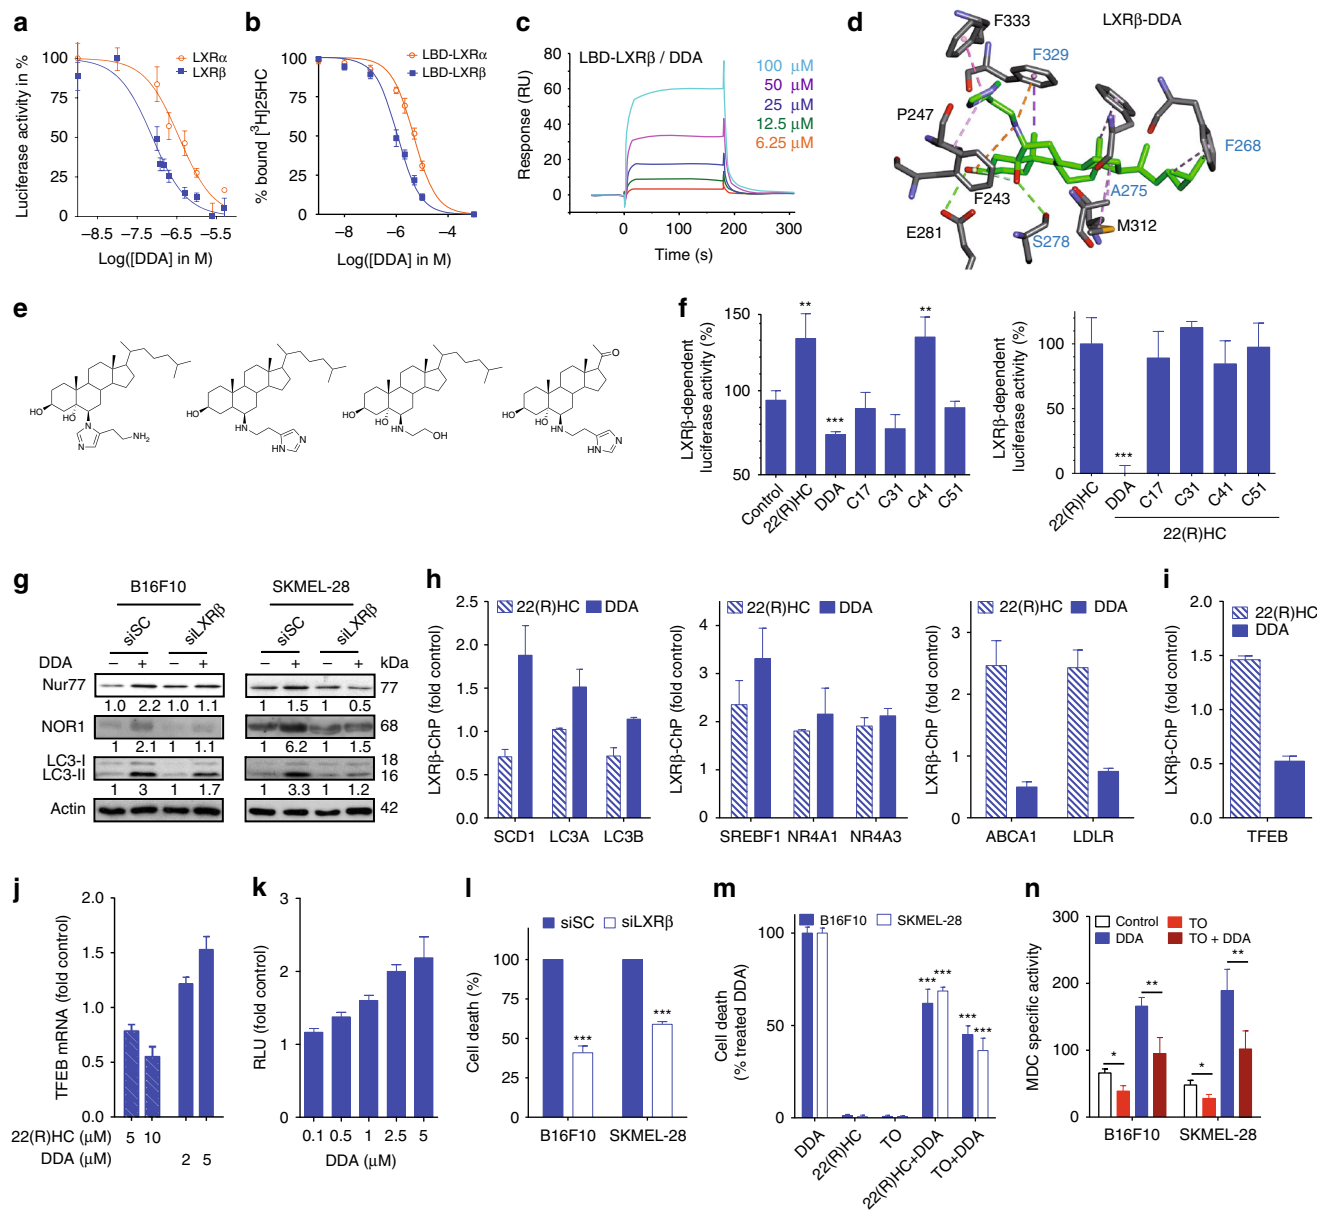 a
Luciferase activity in %
100
75
50
25
0
LXRα
LXRβ
−8.5 −7.5 −6.5 −5.5
Log([DDA] in M)
b
% bound [³H]25HC
100
75
50
25
0
LBD-LXRα
LBD-LXRβ
−8 −6 −4
Log([DDA] in M)
c
LBD-LXRβ / DDA
Response (RU)
80
60
40
20
0
100 μM
50 μM
25 μM
12.5 μM
6.25 μM
0 100 200 300
Time (s)
d
LXRβ-DDA
F333
F329
P247
F268
F243
A275
E281
S278
M312
e
HO OH N N NH₂
HO HN N HN
HO OH HN OH
O HO OH HN N HN
f
LXRβ-dependent
luciferase activity (%)
150
100
50
** *** **
Control 22(R)HC DDA C17 C31 C41 C51
LXRβ-dependent
luciferase activity (%)
100
50
0
***
22(R)HC DDA C17 C31 C41 C51
22(R)HC
g
B16F10 SKMEL-28
siSC siLXRβ siSC siLXRβ
DDA − + − + − + − + kDa
Nur77 77
1.0 2.2 1.0 1.1 1 1.5 1 0.5
NOR1 68
1 2.1 1 1.1 1 6.2 1 1.5
LC3-I 18
LC3-II 16
1 3 1 1.7 1 3.3 1 1.2
Actin 42
h
LXRβ-ChP (fold control)
2.5
2.0
1.5
1.0
0.5
0.0
22(R)HC DDA
SCD1 LC3A LC3B
LXRβ-ChP (fold control)
4
3
2
1
0
22(R)HC DDA
SREBF1 NR4A1 NR4A3
LXRβ-ChP (fold control)
3
2
1
0
22(R)HC DDA
ABCA1 LDLR
i
LXRβ-ChP (fold control)
2.0
1.5
1.0
0.5
0.0
22(R)HC
DDA
TFEB
j
TFEB mRNA (fold control)
2.0
1.5
1.0
0.5
0.0
22(R)HC (μM) 5 10
DDA (μM) 2 5
k
RLU (fold control)
3
2
1
0
0.1 0.5 1 2.5 5
DDA (μM)
l
Cell death (%)
100
75
50
25
0
siSC siLXRβ
*** ***
B16F10 SKMEL-28
m
Cell death
(% treated DDA)
100
50
0
B16F10 SKMEL-28
*** *** *** ***
DDA 22(R)HC TO 22(R)HC+DDA TO+DDA
n
MDC specific activity
300
200
100
0
Control TO
DDA TO + DDA
* ** * **
B16F10 SKMEL-28